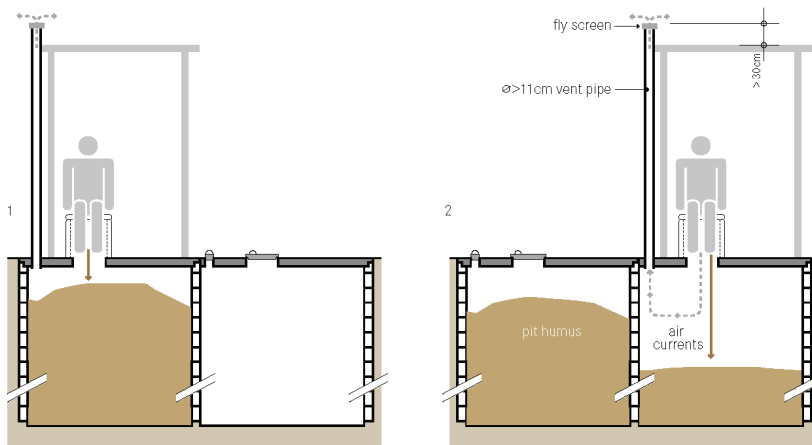 1
2
fly screen
>30cm
⌀>11cm vent pipe
pit humus
air
currents